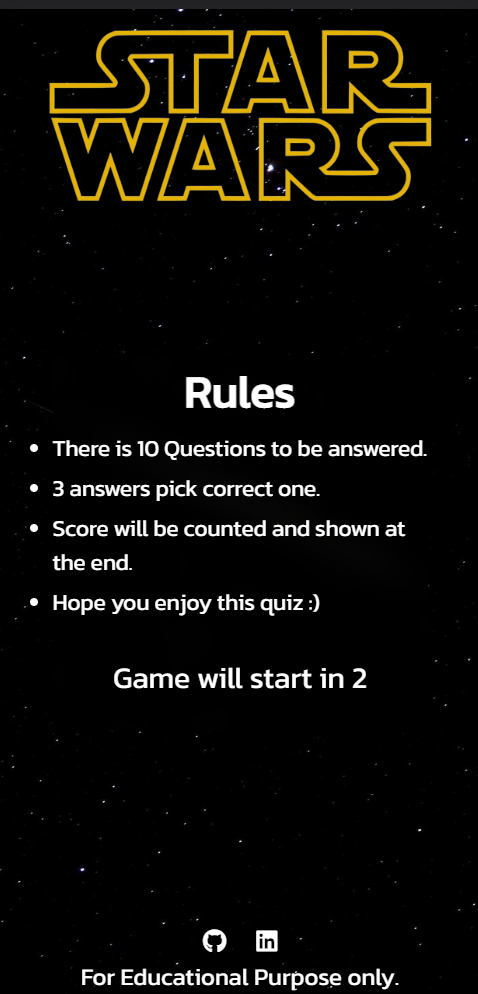 STAR
WARS
Rules
• There is 10 Questions to be answered.
• 3 answers pick correct one.
• Score will be counted and shown at
the end.
• Hope you enjoy this quiz :)
Game will start in 2
in
For Educational Purpose only.